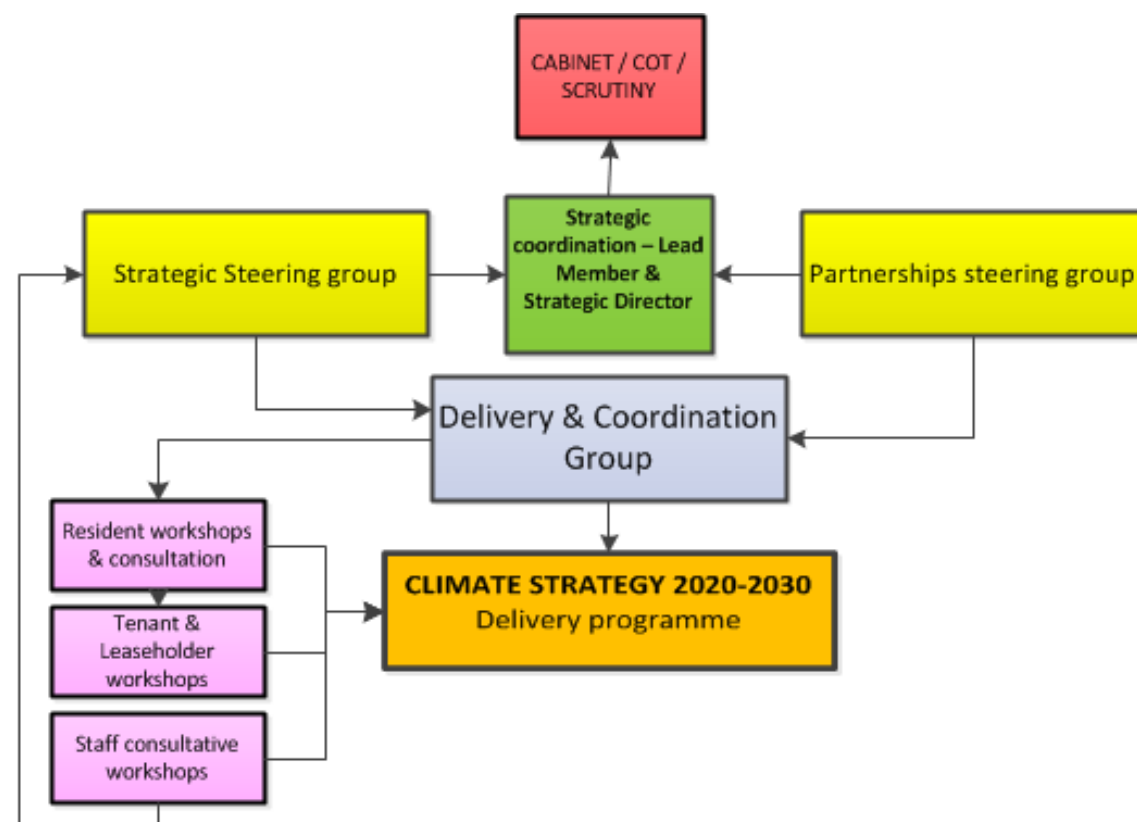 CABINET / COT /
SCRUTINY
Strategic
coordination – Lead
Member &
Strategic Director
Strategic Steering group
Partnerships steering group
Delivery & Coordination
Group
Resident workshops
& consultation
CLIMATE STRATEGY 2020-2030
Delivery programme
Tenant &
Leaseholder
workshops
Staff consultative
workshops